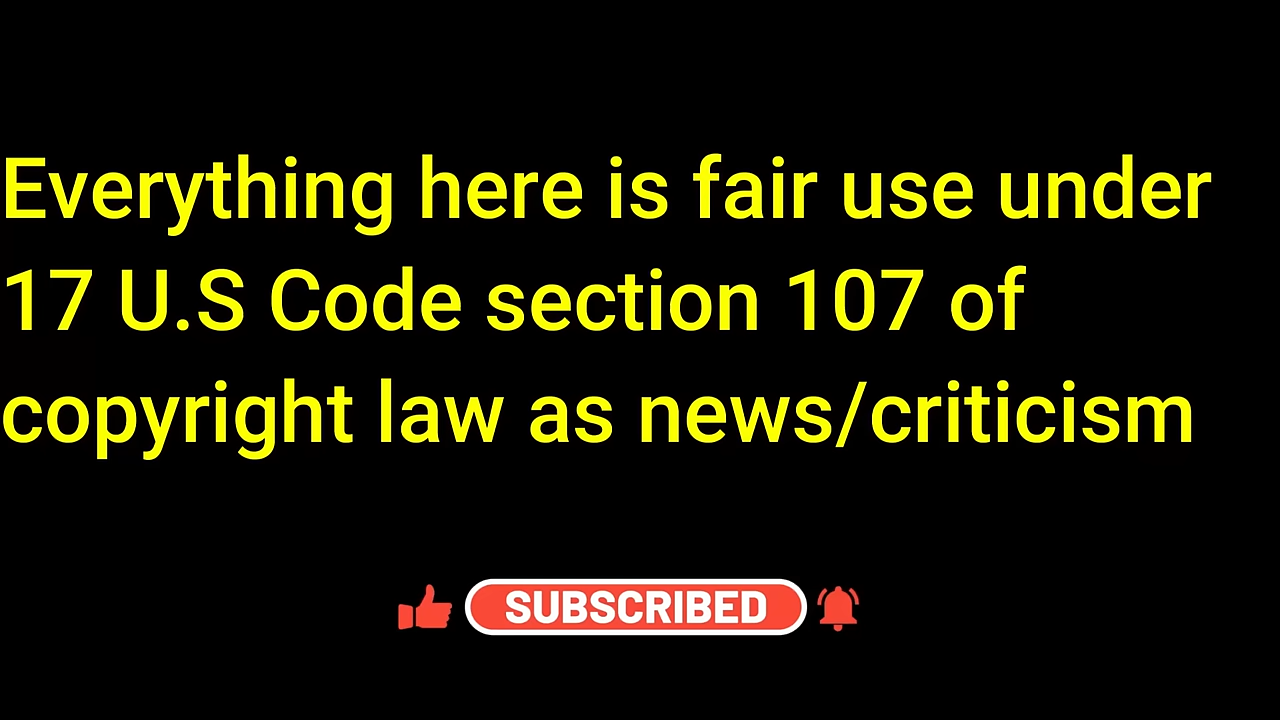 Everything here is fair use under
17 U.S Code section 107 of
copyright law as news/criticism
SUBSCRIBED